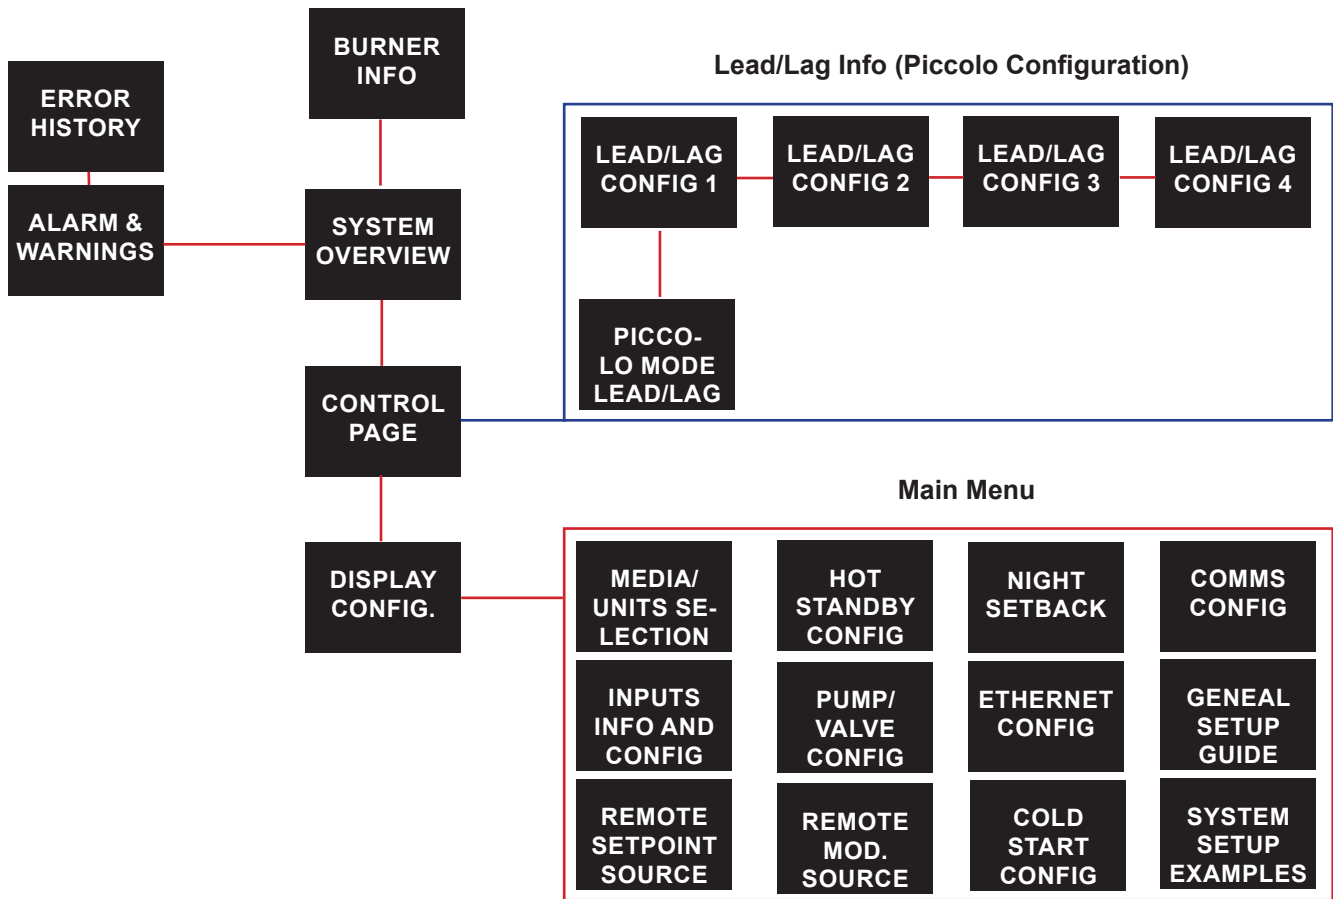 BURNER
INFO
ERROR
HISTORY
ALARM &
WARNINGS
SYSTEM
OVERVIEW
CONTROL
PAGE
DISPLAY
CONFIG.
Lead/Lag Info (Piccolo Configuration)
LEAD/LAG
CONFIG 1
LEAD/LAG
CONFIG 2
LEAD/LAG
CONFIG 3
LEAD/LAG
CONFIG 4
PICCO-
LO MODE
LEAD/LAG
Main Menu
MEDIA/
UNITS SE-
LECTION
HOT
STANDBY
CONFIG
NIGHT
SETBACK
COMMS
CONFIG
INPUTS
INFO AND
CONFIG
PUMP/
VALVE
CONFIG
ETHERNET
CONFIG
GENEAL
SETUP
GUIDE
REMOTE
SETPOINT
SOURCE
REMOTE
MOD.
SOURCE
COLD
START
CONFIG
SYSTEM
SETUP
EXAMPLES